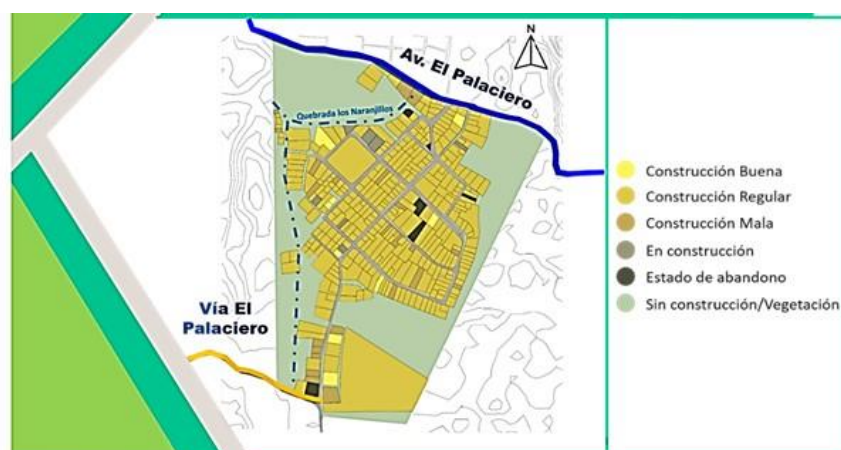 N
Av. El Palaciero
Quebrada los Naranjillos
Vía El
Palaciero
Construcción Buena
Construcción Regular
Construcción Mala
En construcción
Estado de abandono
Sin construcción/Vegetación